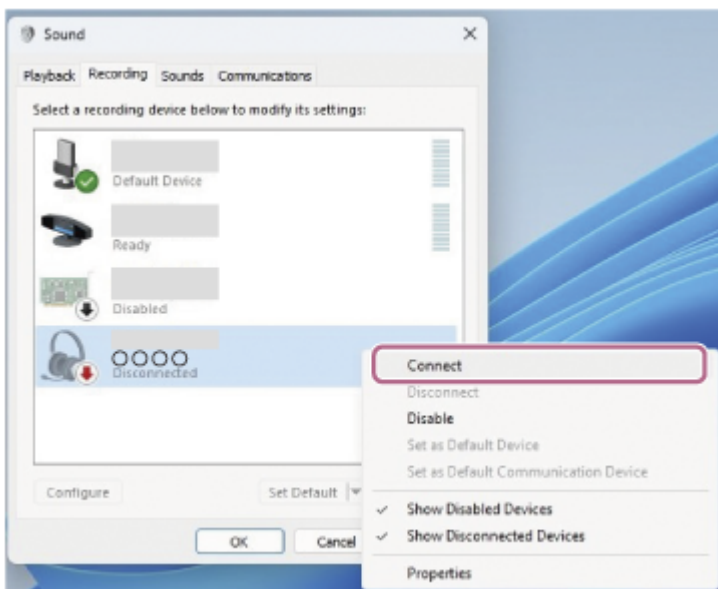 Sound
Playback Recording Sounds Communications
Select a recording device below to modify its settings:
Default Device
Ready
Disabled
○○○○
Disconnected
Configure Set Default
OK Cancel
Connect
Disconnect
Disable
Set as Default Device
Set as Default Communication Device
Show Disabled Devices
Show Disconnected Devices
Properties